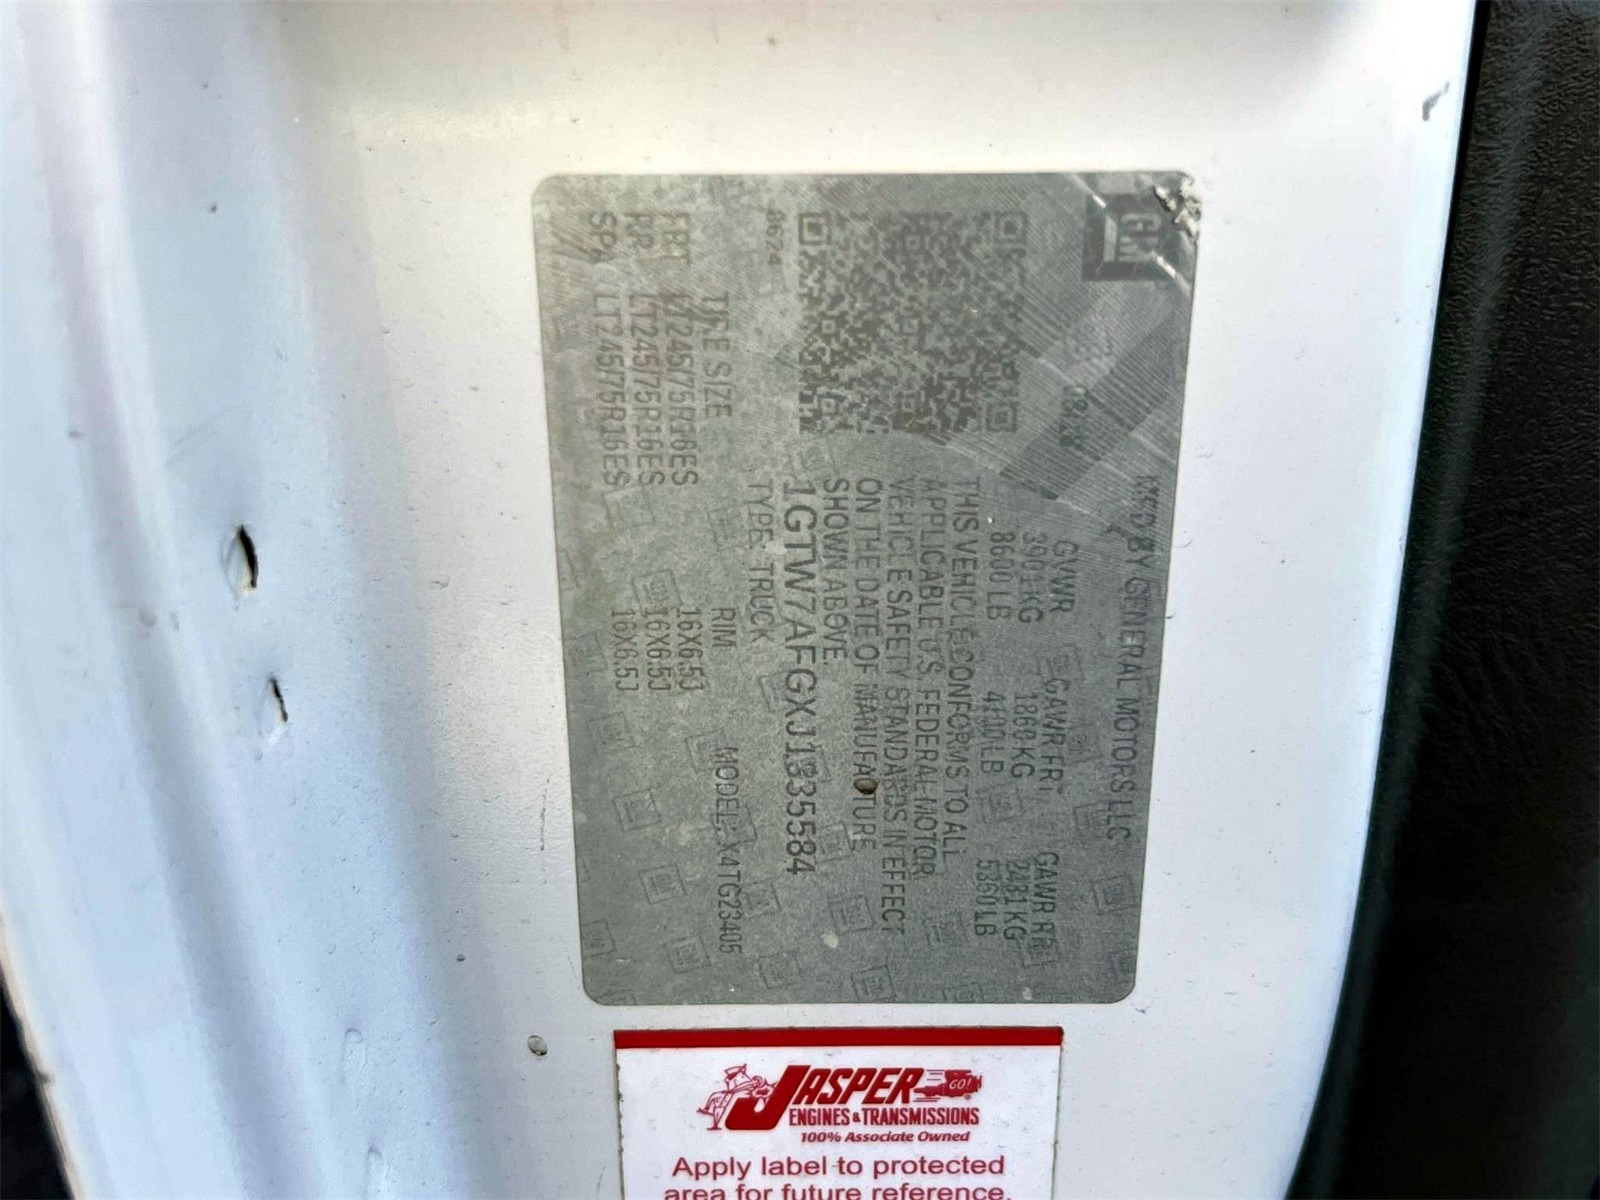 GM
MFD BY GENERAL MOTORS LLC
GVWR GAWR FRT GAWR RR
3901KG 1860 KG 2431 KG
8600 LB 4100 LB 5360 LB
THIS VEHICLE CONFORMS TO ALL
APPLICABLE U.S. FEDERAL MOTOR
VEHICLE SAFETY STANDARDS IN EFFECT
ON THE DATE OF MANUFACTURE
SHOWN ABOVE.
1GTW7AFGXJ1335584
8624
TYPE: TRUCK MODEL: X4TG23405
TIRE SIZE RIM
FRT LT245/75R16ES 16X6.5J
RR LT245/75R16ES 16X6.5J
SPA LT245/75R16ES 16X6.5J
JASPER GO!
ENGINES & TRANSMISSIONS
100% Associate Owned
Apply label to protected
area for future reference.